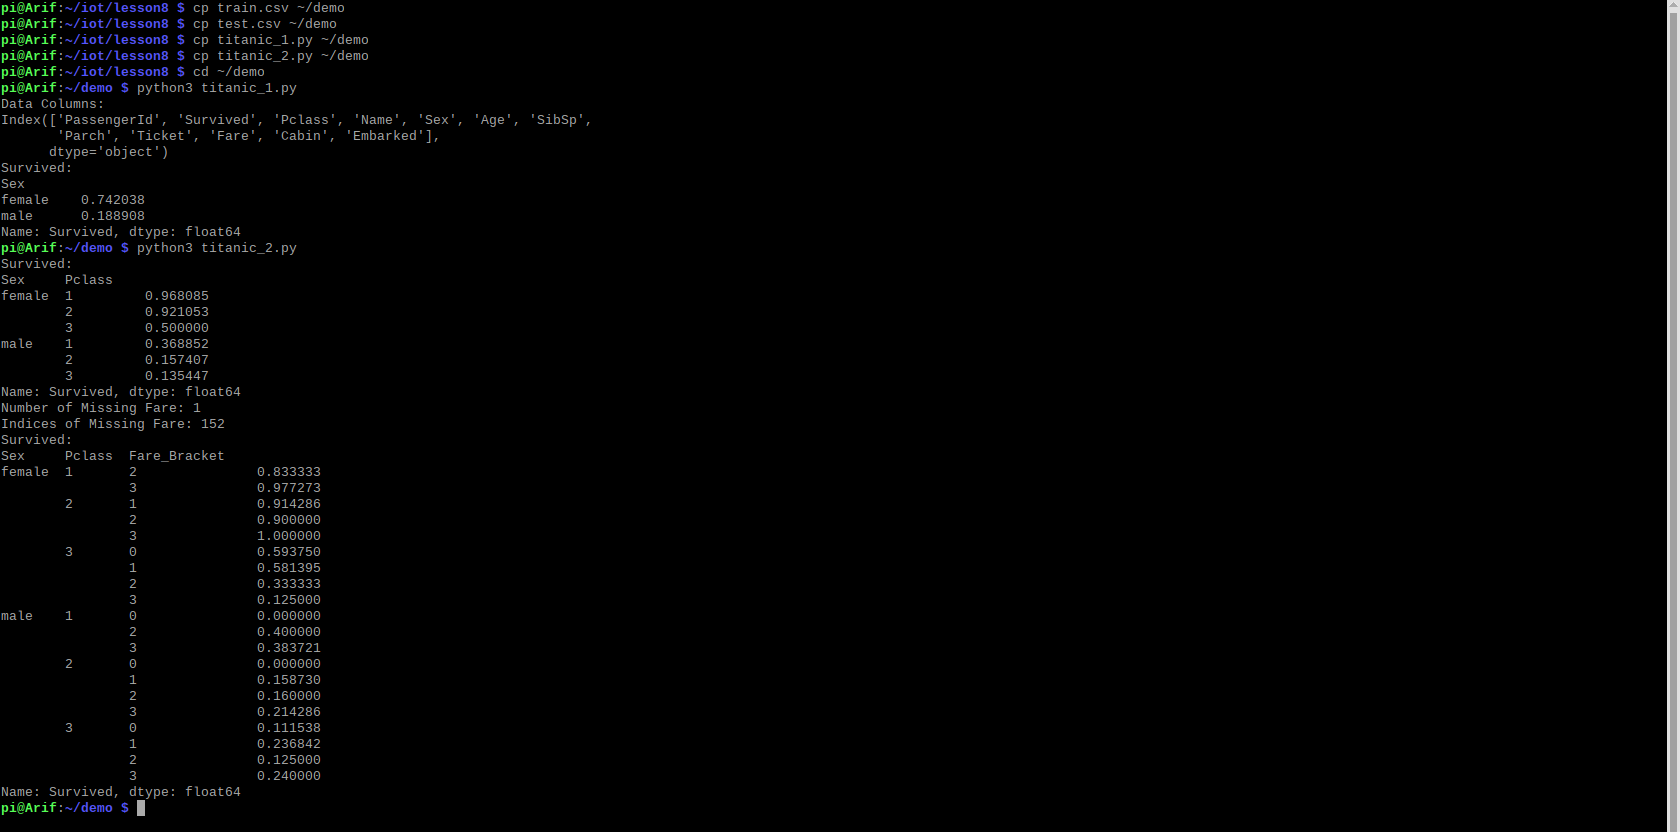 pi@Arif:~/iot/lesson8 $ cp train.csv ~/demo
pi@Arif:~/iot/lesson8 $ cp test.csv ~/demo
pi@Arif:~/iot/lesson8 $ cp titanic_1.py ~/demo
pi@Arif:~/iot/lesson8 $ cp titanic_2.py ~/demo
pi@Arif:~/iot/lesson8 $ cd ~/demo
pi@Arif:~/demo $ python3 titanic_1.py
Data Columns:
Index(['PassengerId', 'Survived', 'Pclass', 'Name', 'Sex', 'Age', 'SibSp',
       'Parch', 'Ticket', 'Fare', 'Cabin', 'Embarked'],
      dtype='object')
Survived:
Sex
female    0.742038
male      0.188908
Name: Survived, dtype: float64
pi@Arif:~/demo $ python3 titanic_2.py
Survived:
Sex     Pclass
female  1         0.968085
        2         0.921053
        3         0.500000
male    1         0.368852
        2         0.157407
        3         0.135447
Name: Survived, dtype: float64
Number of Missing Fare: 1
Indices of Missing Fare: 152
Survived:
Sex     Pclass  Fare_Bracket
female  1       2               0.833333
                3               0.977273
        2       1               0.914286
                2               0.900000
                3               1.000000
        3       0               0.593750
                1               0.581395
                2               0.333333
                3               0.125000
male    1       0               0.000000
                2               0.400000
                3               0.383721
        2       0               0.000000
                1               0.158730
                2               0.160000
                3               0.214286
        3       0               0.111538
                1               0.236842
                2               0.125000
                3               0.240000
Name: Survived, dtype: float64
pi@Arif:~/demo $